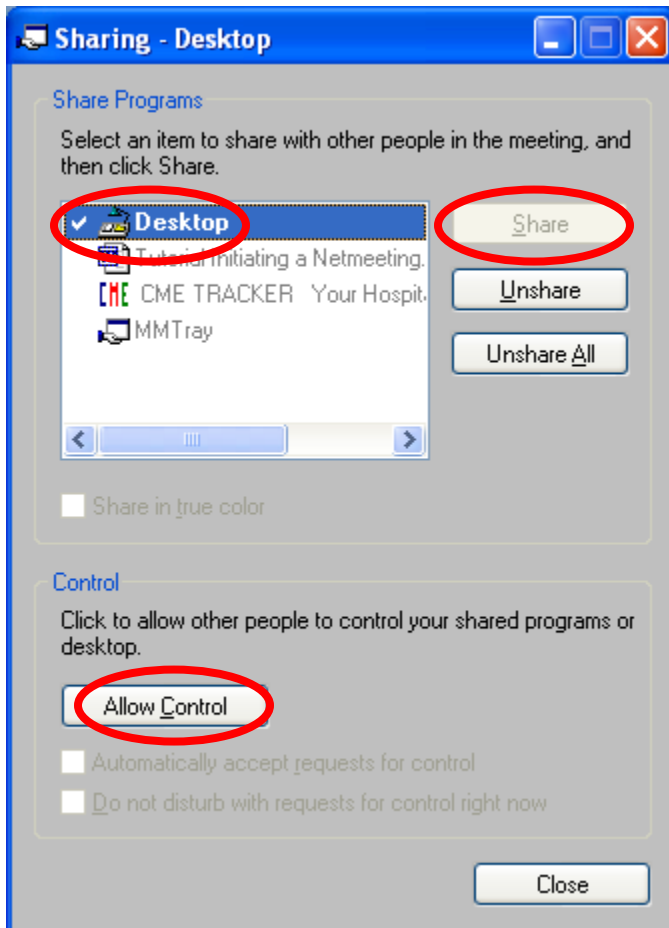 Sharing - Desktop
Share Programs
Select an item to share with other people in the meeting, and
then click Share.
Desktop
Share
Tutorial Initiating a Netmeeting.
CME CME TRACKER Your Hospit
Unshare
MMTray
Unshare All
Share in true color
Control
Click to allow other people to control your shared programs or
desktop.
Allow Control
Automatically accept requests for control
Do not disturb with requests for control right now
Close